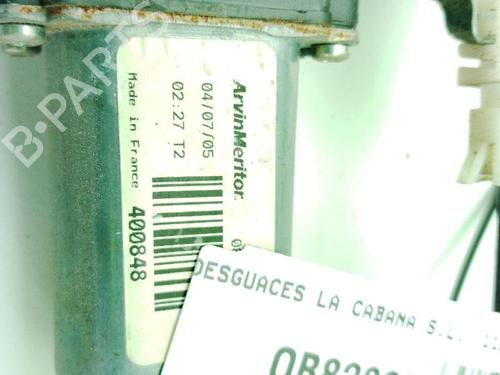 B-PARTS
ArvinMeritor.
04/07/05
02:27 T2
400848
Made in France
DESGUACES LA CABANA S.L.